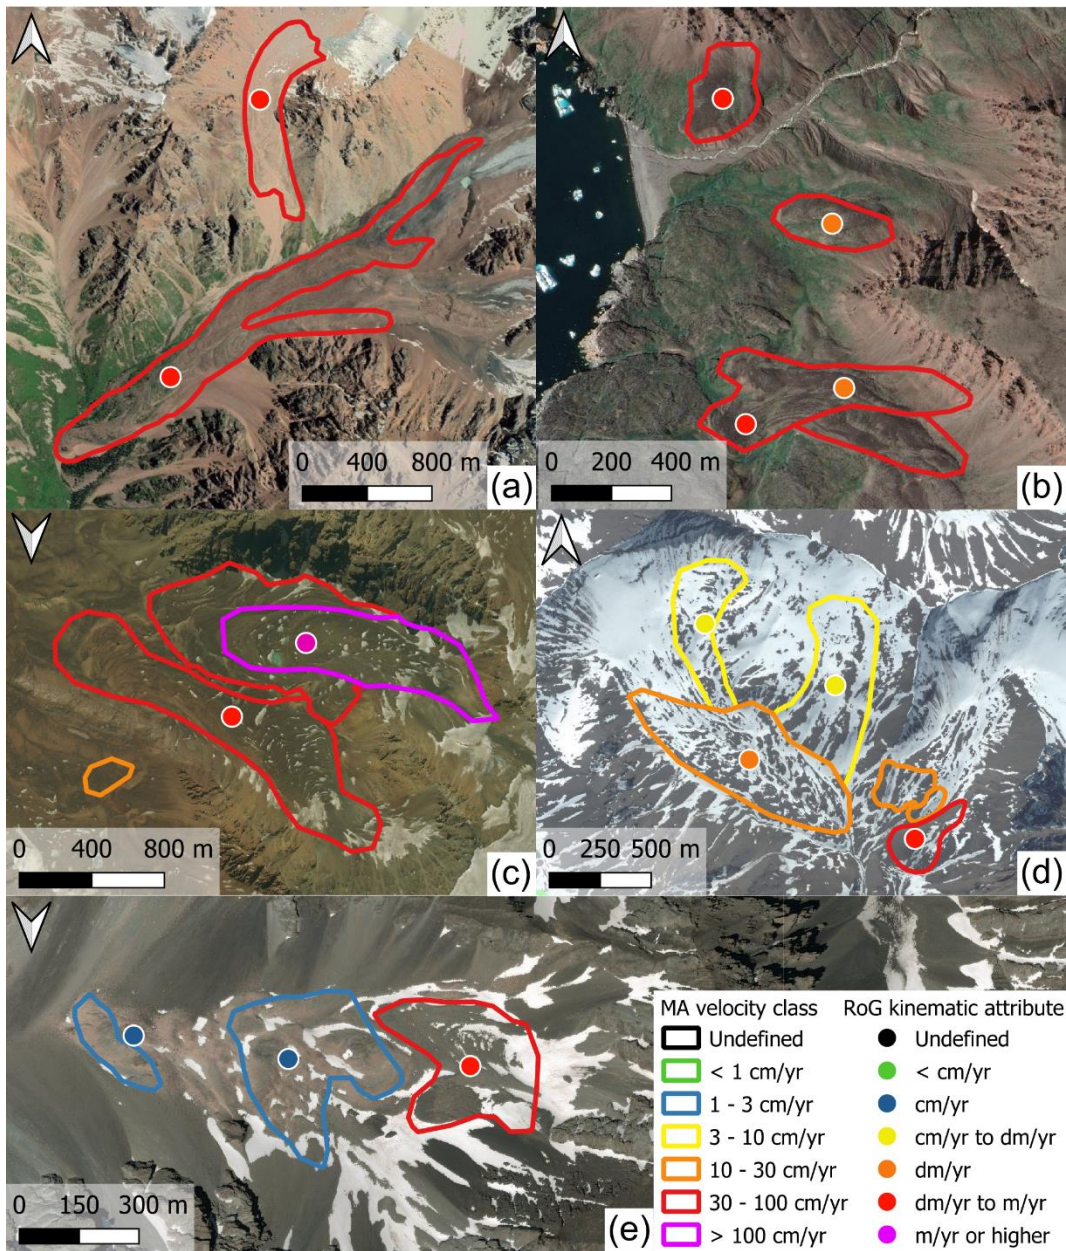 0 400 800 m
(a)
0 200 400 m
(b)
0 400 800 m
(c)
0 250 500 m
(d)
0 150 300 m
(e)
MA velocity class RoG kinematic attribute
Undefined Undefined
< 1 cm/yr < cm/yr
1 - 3 cm/yr cm/yr
3 - 10 cm/yr cm/yr to dm/yr
10 - 30 cm/yr dm/yr
30 - 100 cm/yr dm/yr to m/yr
> 100 cm/yr m/yr or higher